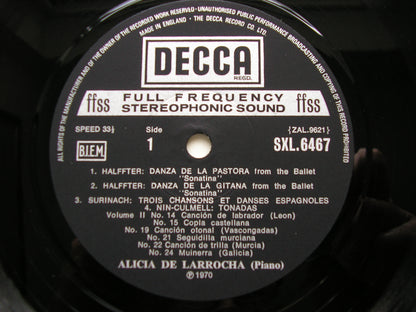 ALL RIGHTS OF THE MANUFACTURER AND OF THE OWNER OF THE RECORDED WORK RESERVED - UNAUTHORISED PUBLIC PERFORMANCE BROADCASTING AND COPYING OF THIS RECORD PROHIBITED
MADE IN ENGLAND. - THE DECCA RECORD CO LTD
DECCA
REGD.
ffss FULL FREQUENCY ffss
STEREOPHONIC SOUND
SPEED 33⅓ Side {ZAL.9621}
BIEM 1 SXL.6467
1. HALFFTER: DANZA DE LA PASTORA from the Ballet
"Sonatina"
2. HALFFTER: DANZA DE LA GITANA from the Ballet
"Sonatina"
3. SURINACH: TROIS CHANSONS ET DANSES ESPAGNOLES
4. NIN-CULMELL: TONADAS
Volume II No. 14 Canción de labrador (Leon)
No. 15 Copla castellana
No. 19 Canción otonal (Vascongadas)
No. 21 Seguidilla murciana
No. 22 Canción de trilla (Murcia)
No. 24 Muinerra (Galicia)
ALICIA DE LARROCHA (Piano)
℗ 1970